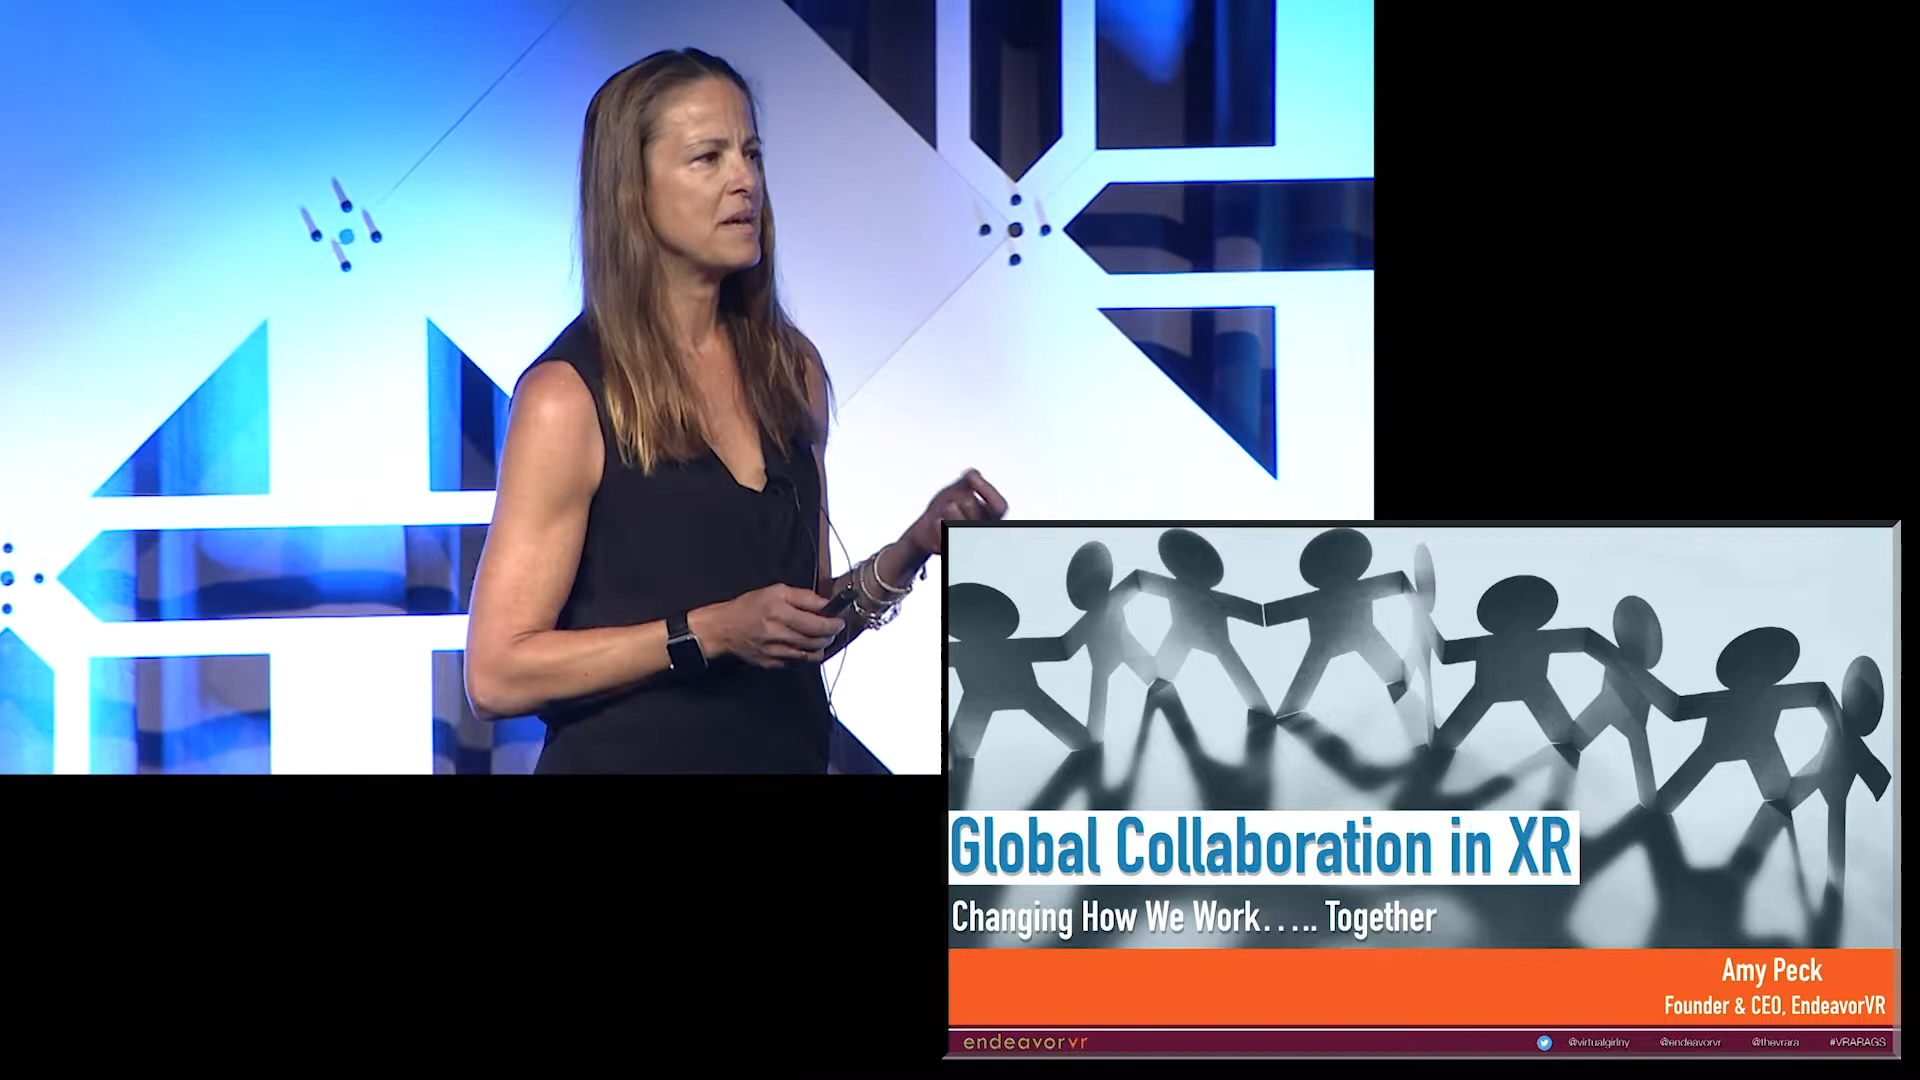 Global Collaboration in XR
Changing How We Work..... Together
Amy Peck
Founder & CEO, EndeavorVR
endeavorvr
@virtualgirlny @endeavorvr @thevrara #VRARAGS